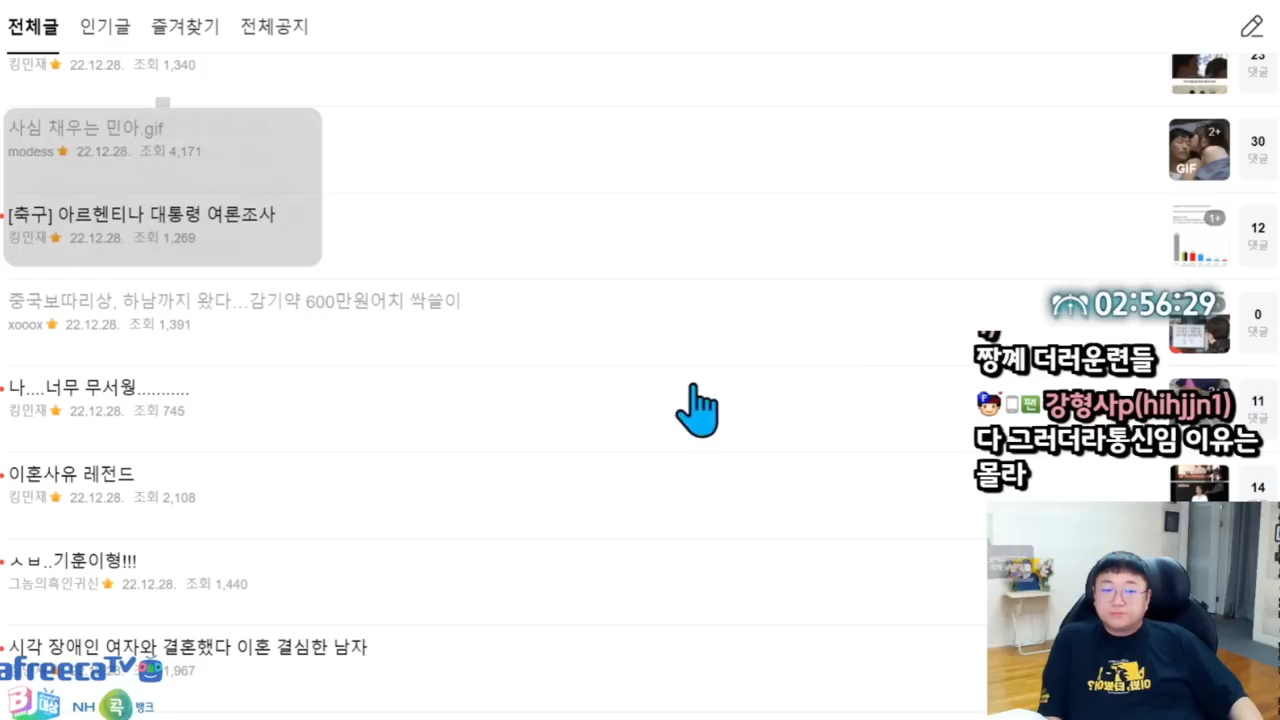 전체글 인기글 즐겨찾기 전체공지
킹민재 22.12.28. 조회 1,340
23
댓글
사심 채우는 민아.gif
modess 22.12.28. 조회 4,171
2+
GIF
30
댓글
[축구] 아르헨티나 대통령 여론조사
킹민재 22.12.28. 조회 1,269
1+
12
댓글
중국보따리상, 하남까지 왔다...감기약 600만원어치 싹쓸이
xooox 22.12.28. 조회 1,391
02:56:29
0
댓글
짱꼐 더러운련들
나....너무 무서웡...........
킹민재 22.12.28. 조회 745
11
댓글
강형사p(hihjjn1)
다 그러더라통신임 이유는
몰라
이혼사유 레전드
킹민재 22.12.28. 조회 2,108
1+
14
ㅅㅂ..기훈이형!!!
그놈의흑인귀신 22.12.28. 조회 1,440
시각 장애인 여자와 결혼했다 이혼 결심한 남자
1,967
afreecaTV
B 대상 NH 콕 뱅크